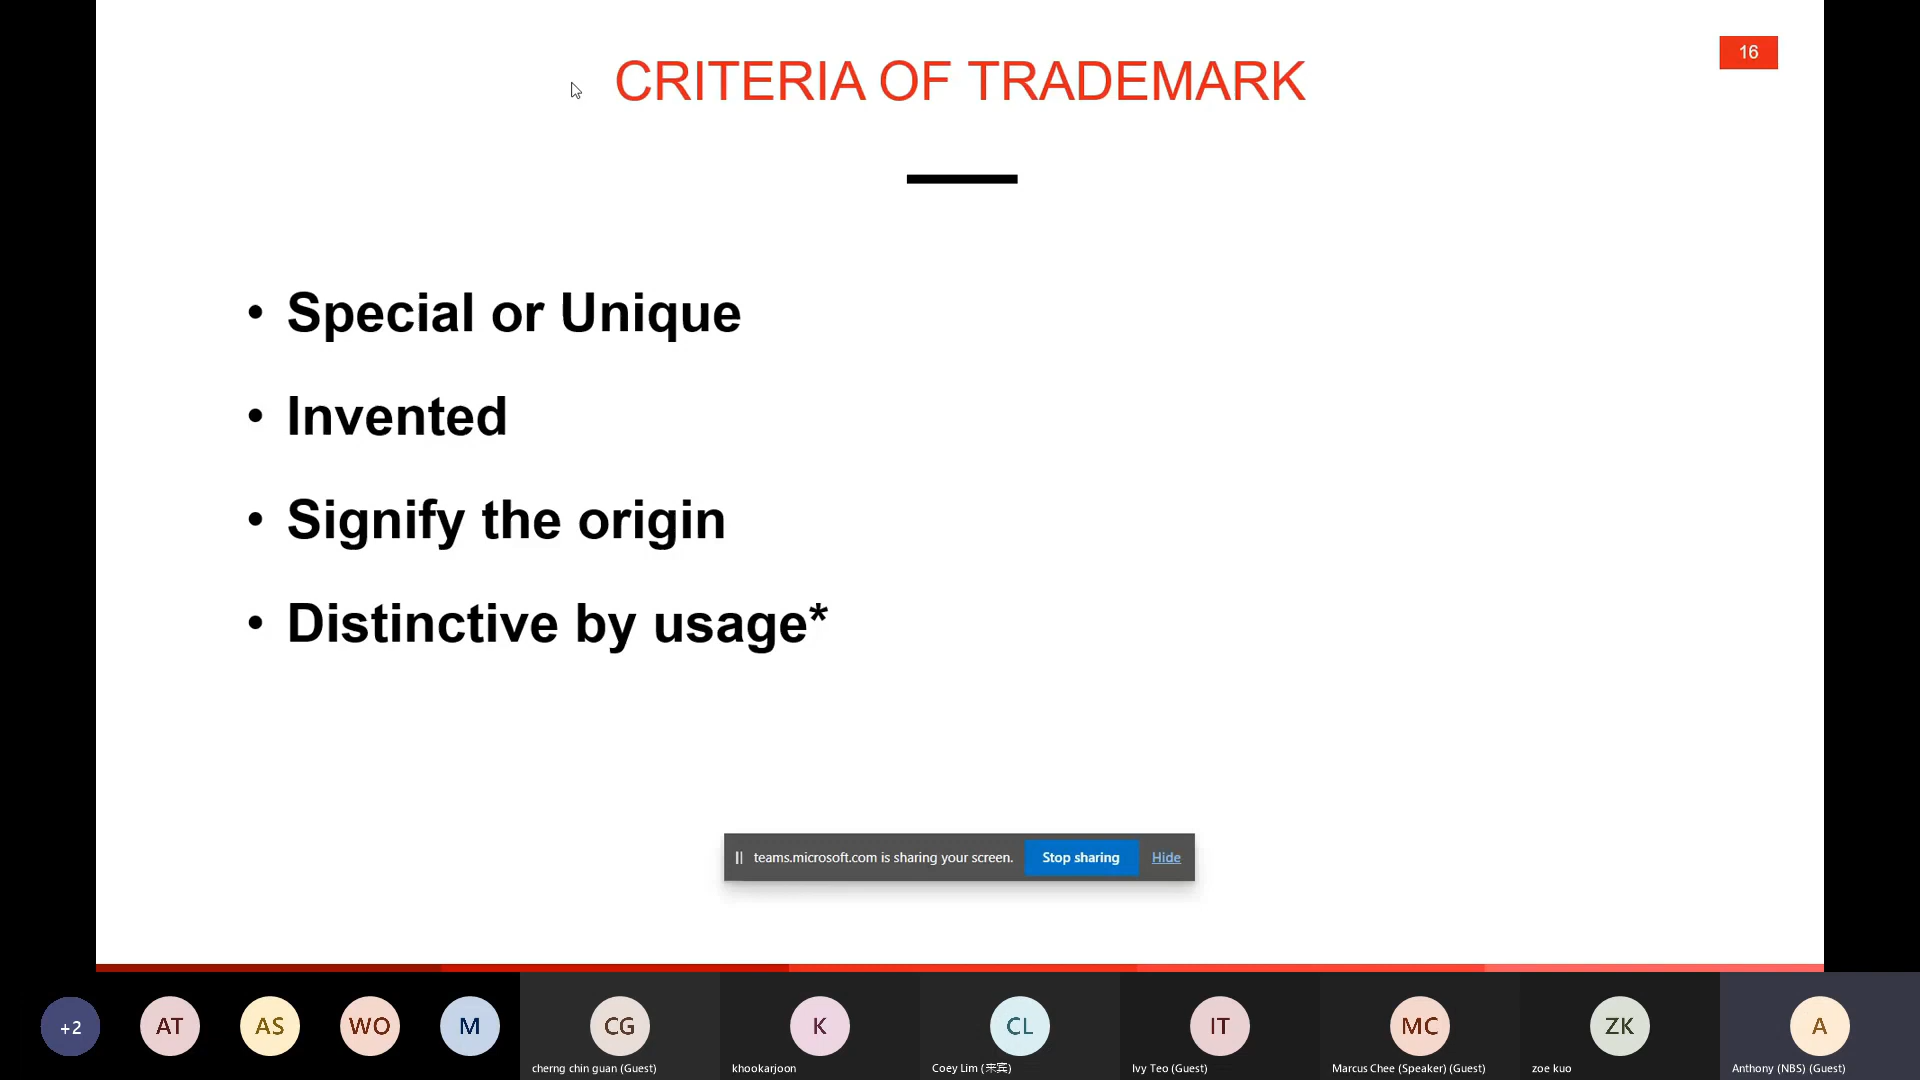 16
CRITERIA OF TRADEMARK
• Special or Unique
• Invented
• Signify the origin
• Distinctive by usage*
teams.microsoft.com is sharing your screen. Stop sharing Hide
+2 AT AS WO M CG K CL IT MC ZK A
cherng chin guan (Guest) khookarjoon Coey Lim (来宾) Ivy Teo (Guest) Marcus Chee (Speaker) (Guest) zoe kuo Anthony (NBS) (Guest)